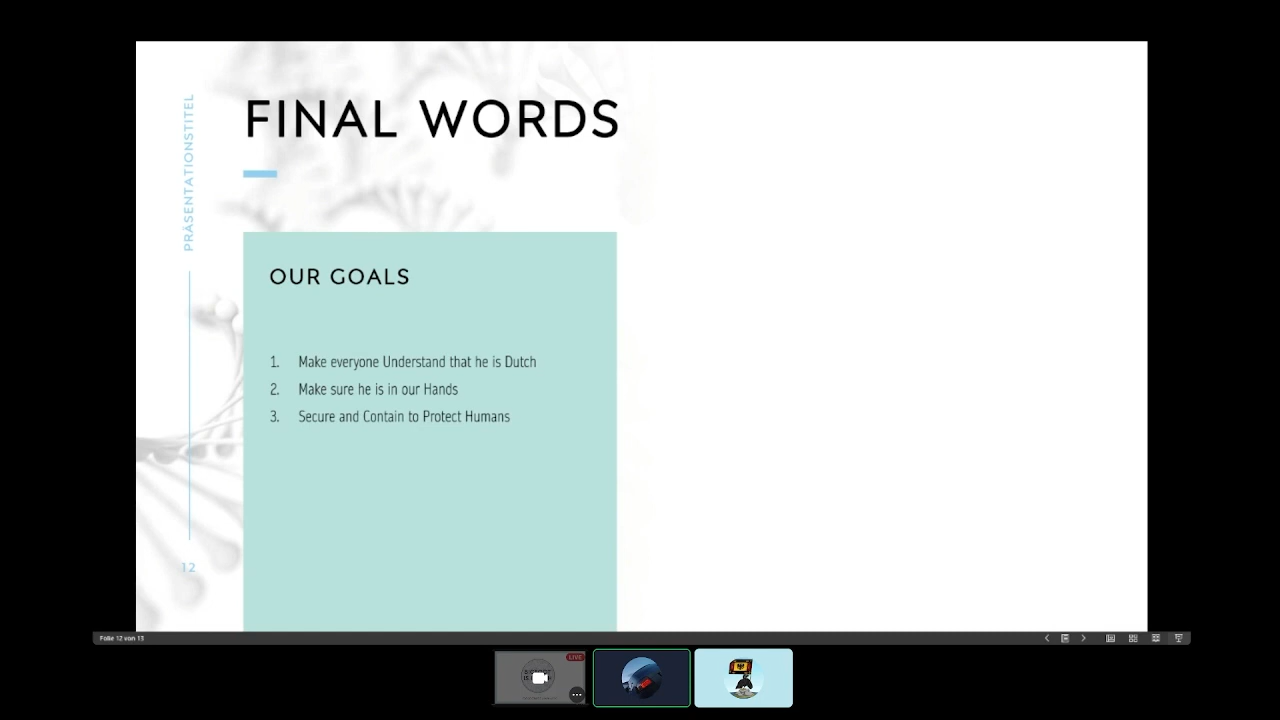 PRÄSENTATIONSTITEL
FINAL WORDS
OUR GOALS
1. Make everyone Understand that he is Dutch
2. Make sure he is in our Hands
3. Secure and Contain to Protect Humans
12
Folie 12 von 13
LIVE